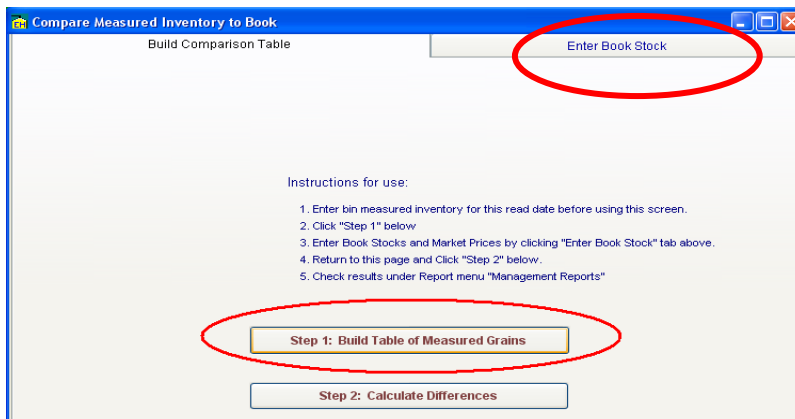 Compare Measured Inventory to Book
Build Comparison Table
Enter Book Stock
Instructions for use:
1. Enter bin measured inventory for this read date before using this screen.
2. Click "Step 1" below
3. Enter Book Stocks and Market Prices by clicking "Enter Book Stock" tab above.
4. Return to this page and Click "Step 2" below.
5. Check results under Report menu "Management Reports"
Step 1: Build Table of Measured Grains
Step 2: Calculate Differences